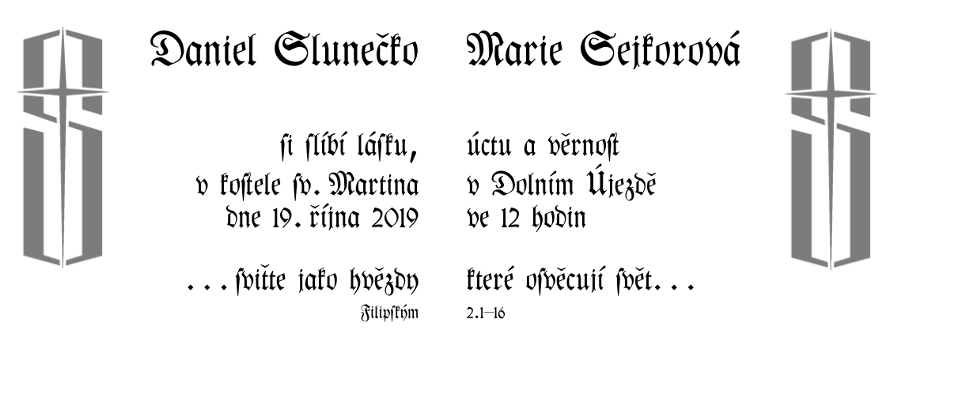 Daniel Slunečko Marie Sejkorová
si slíbí lásku, úctu a věrnost
v kostele sv. Martina v Dolním Újezdě
dne 19. října 2019 ve 12 hodin
...sviťte jako hvězdy které osvěcují svět...
Filipským 2.1–16